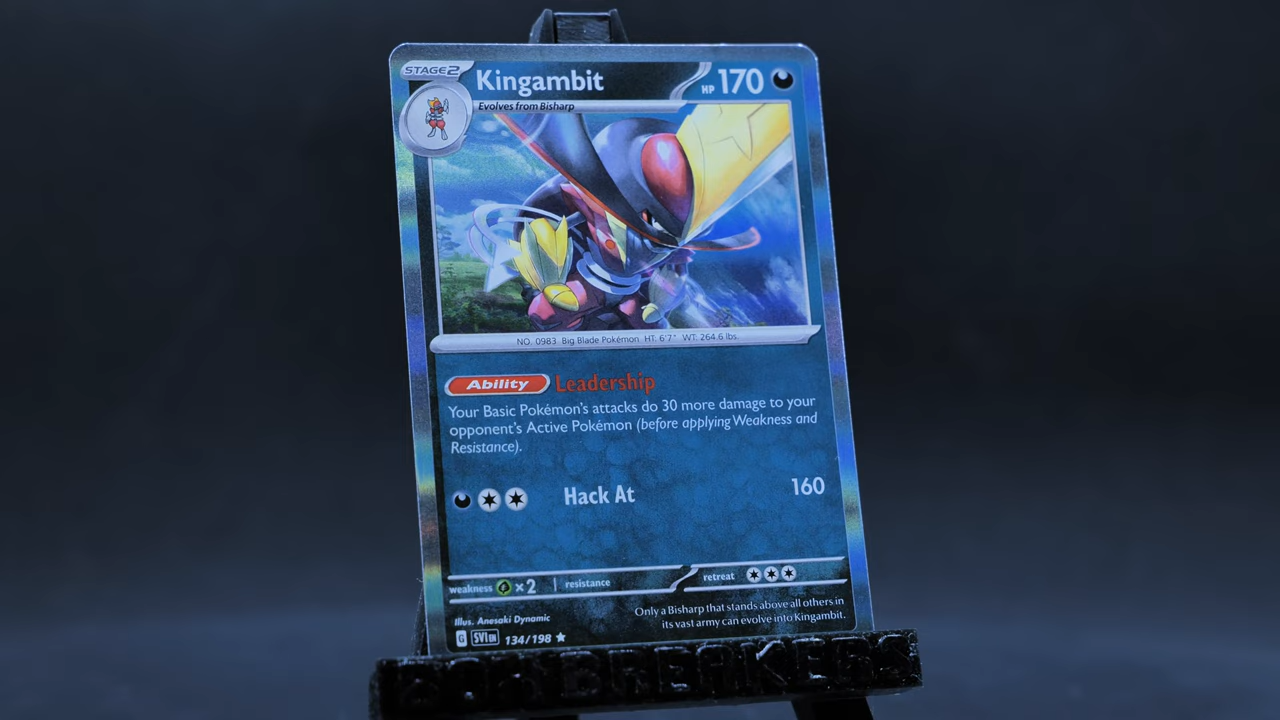 STAGE2
Kingambit
HP 170
Evolves from Bisharp
NO. 0983 Big Blade Pokémon HT: 6'7" WT: 264.6 lbs.
Ability Leadership
Your Basic Pokémon's attacks do 30 more damage to your
opponent's Active Pokémon (before applying Weakness and
Resistance).
Hack At 160
weakness ×2 resistance retreat
Illus. Anesaki Dynamic
Only a Bisharp that stands above all others in
its vast army can evolve into Kingambit.
G SVI EN 134/198